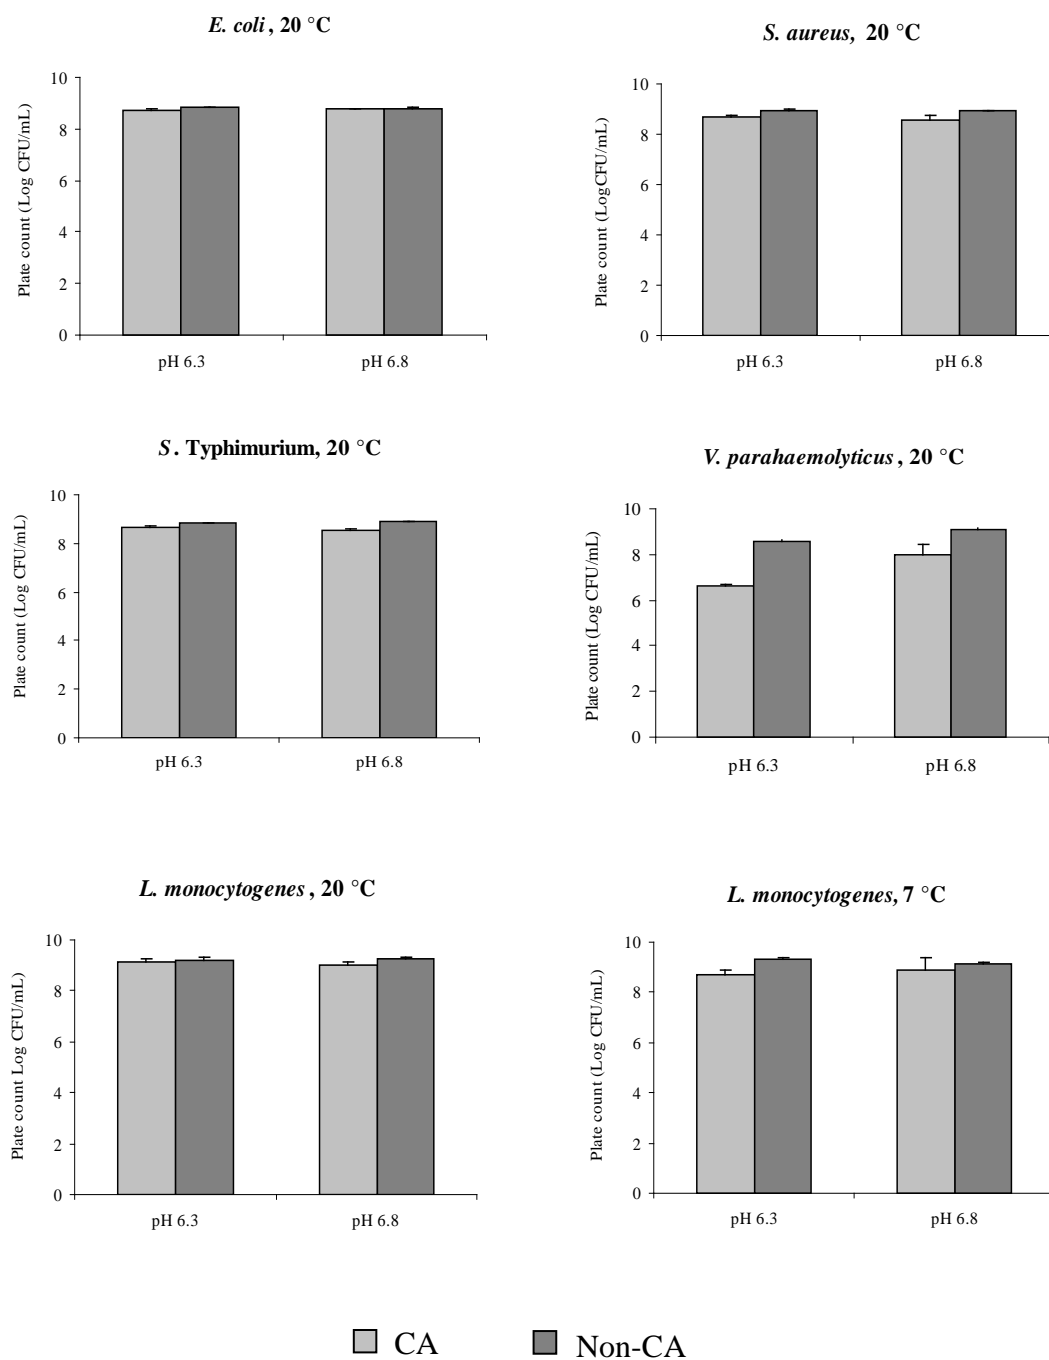 E. coli, 20 °C
Plate count (Log CFU/mL)
10
8
6
4
2
0
pH 6.3
pH 6.8
S. aureus, 20 °C
Plate count (LogCFU/mL)
10
8
6
4
2
0
pH 6.3
pH 6.8
S. Typhimurium, 20 °C
Plate count (Log CFU/mL)
10
8
6
4
2
0
pH 6.3
pH 6.8
V. parahaemolyticus, 20 °C
Plate count (Log CFU/mL)
10
8
6
4
2
0
pH 6.3
pH 6.8
L. monocytogenes, 20 °C
Plate count Log CFU/mL)
10
8
6
4
2
0
pH 6.3
pH 6.8
L. monocytogenes, 7 °C
Plate count (Log CFU/mL)
10
8
6
4
2
0
pH 6.3
pH 6.8
CA
Non-CA